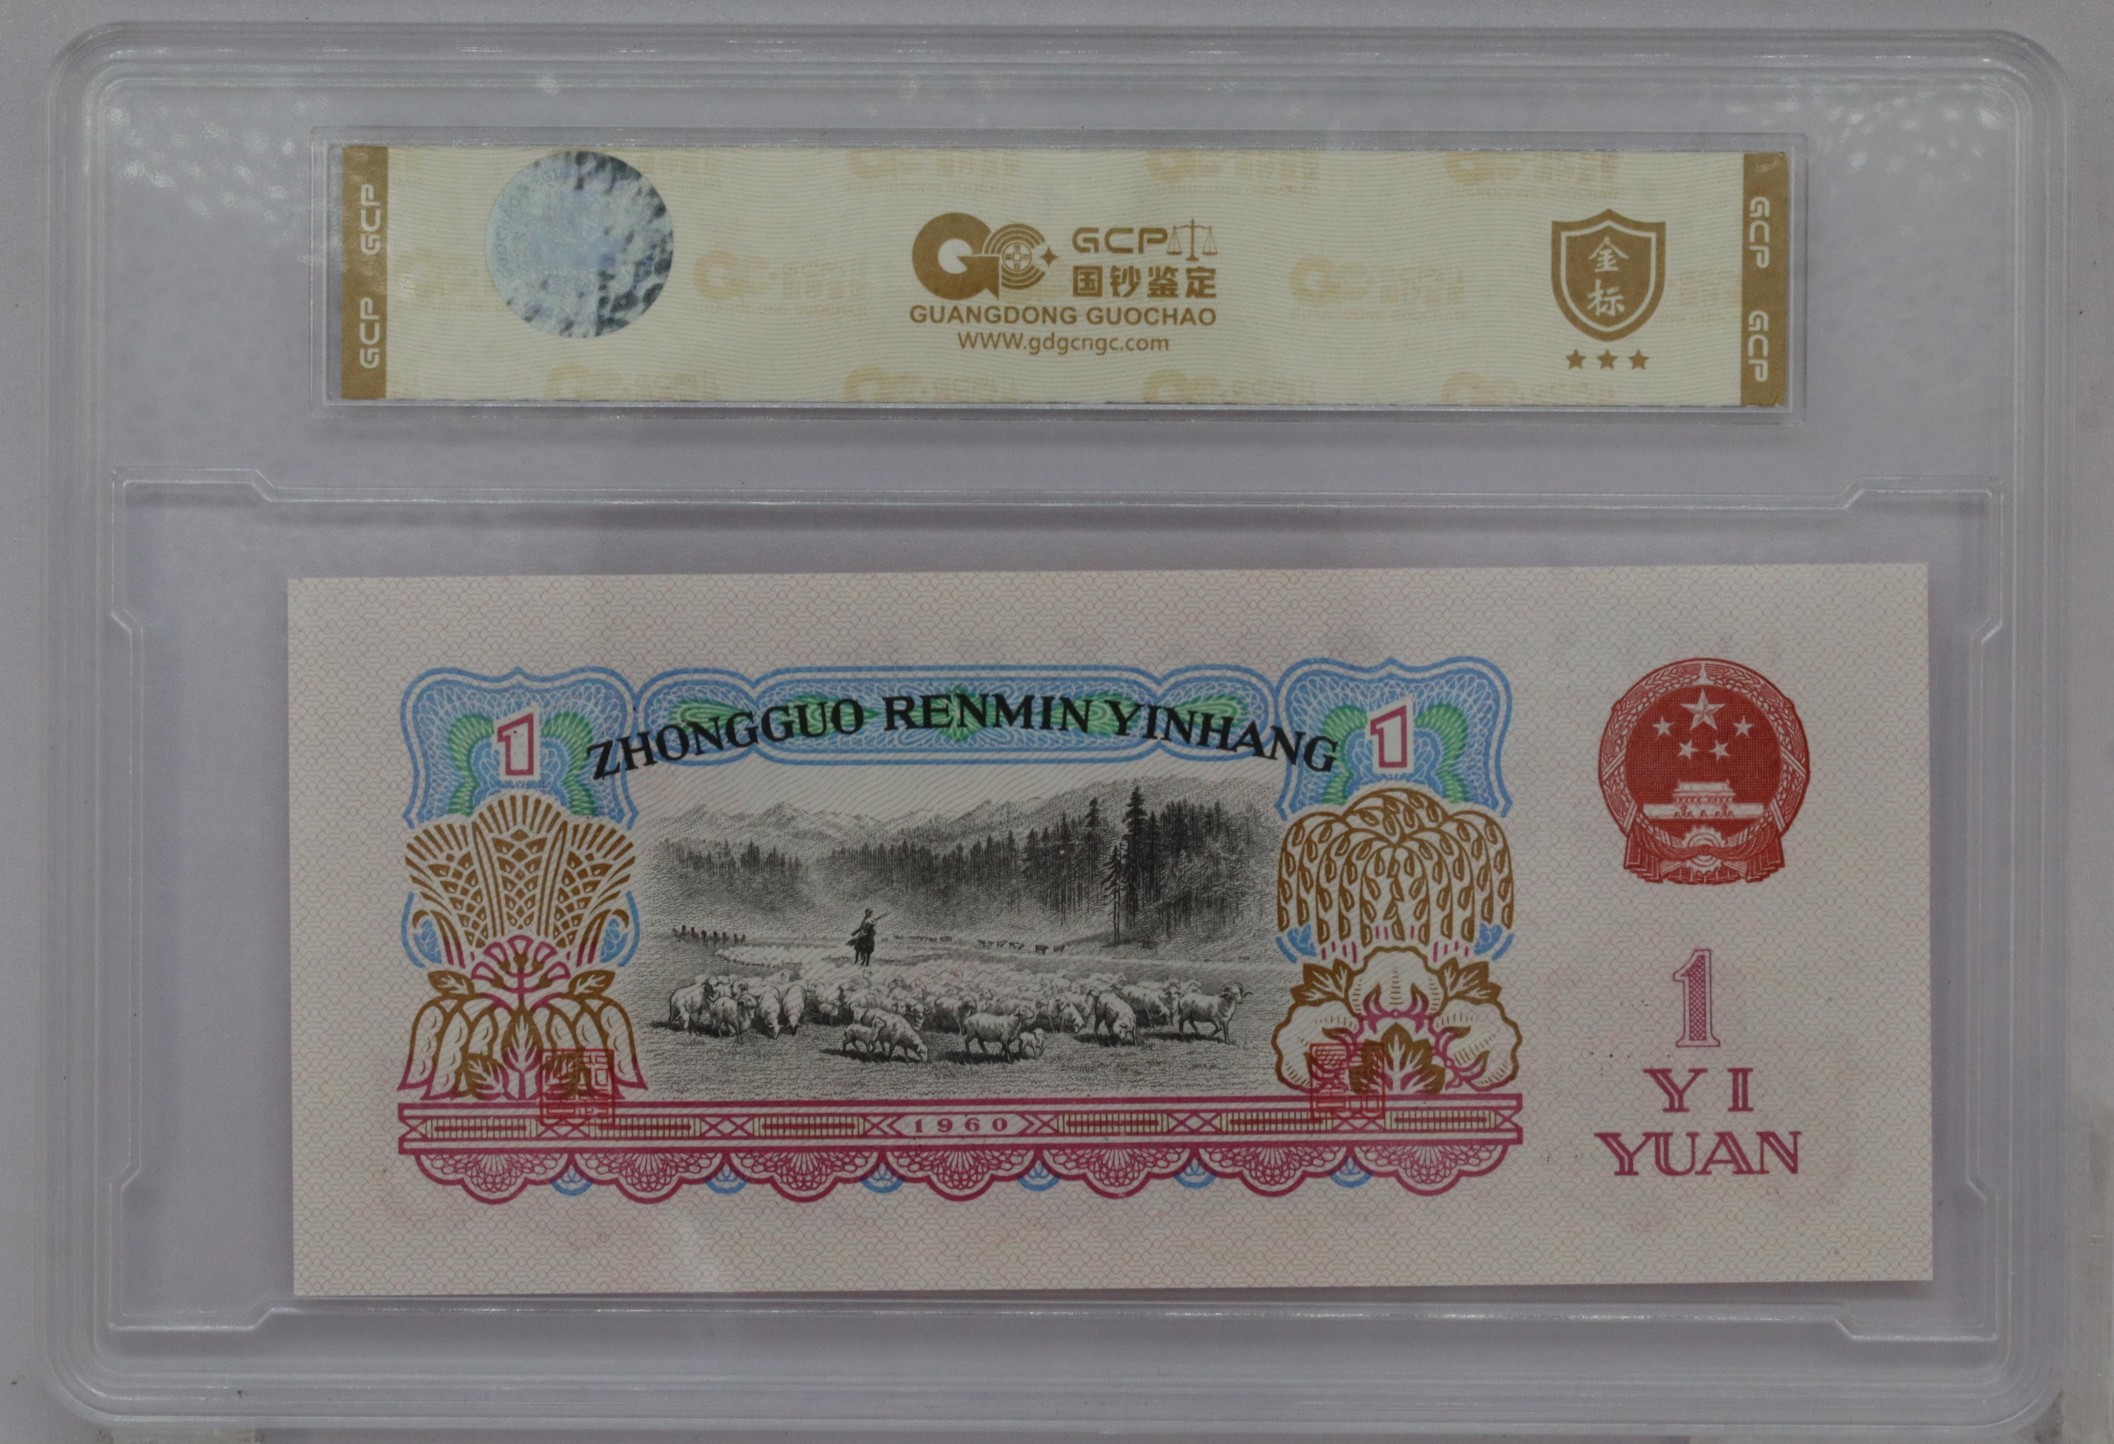 GCP GCP
GCP
国钞鉴定
GUANGDONG GUOCHAO
WWW.gdgcngc.com
金标
GCP GCP
1
ZHONGGUO RENMIN YINHANG
1
1960
1
YI
YUAN